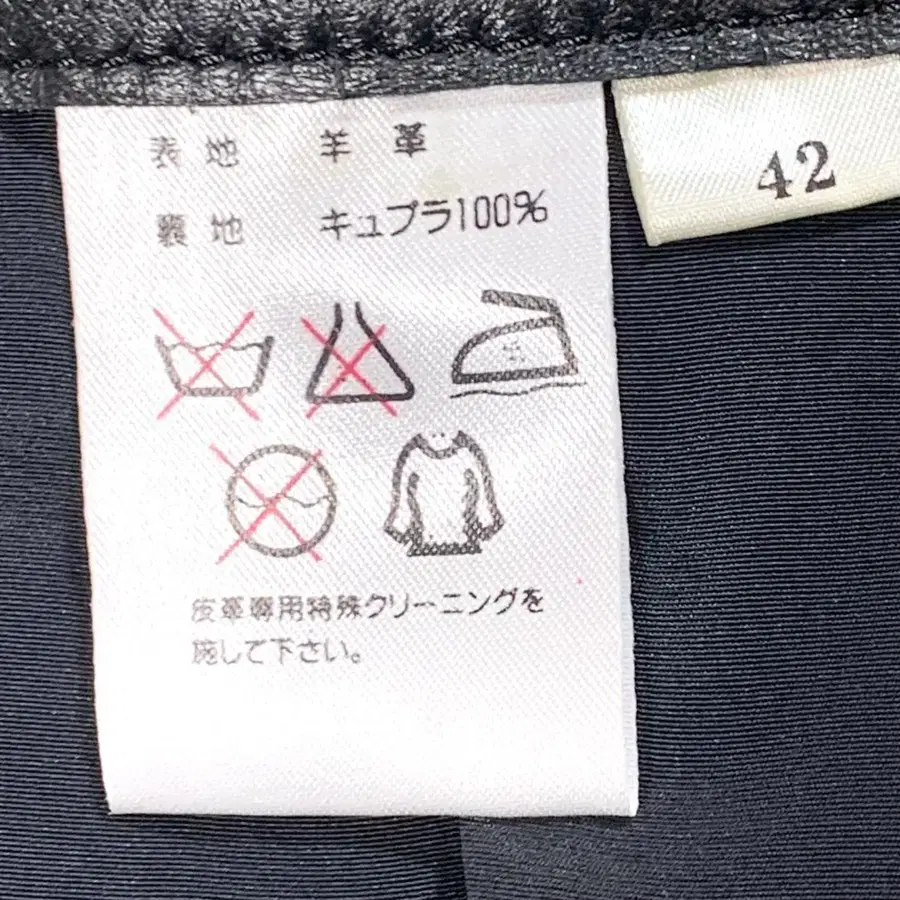 表地 羊革
裏地 キュプラ100%
皮革専用特殊クリーニングを
施して下さい。
42